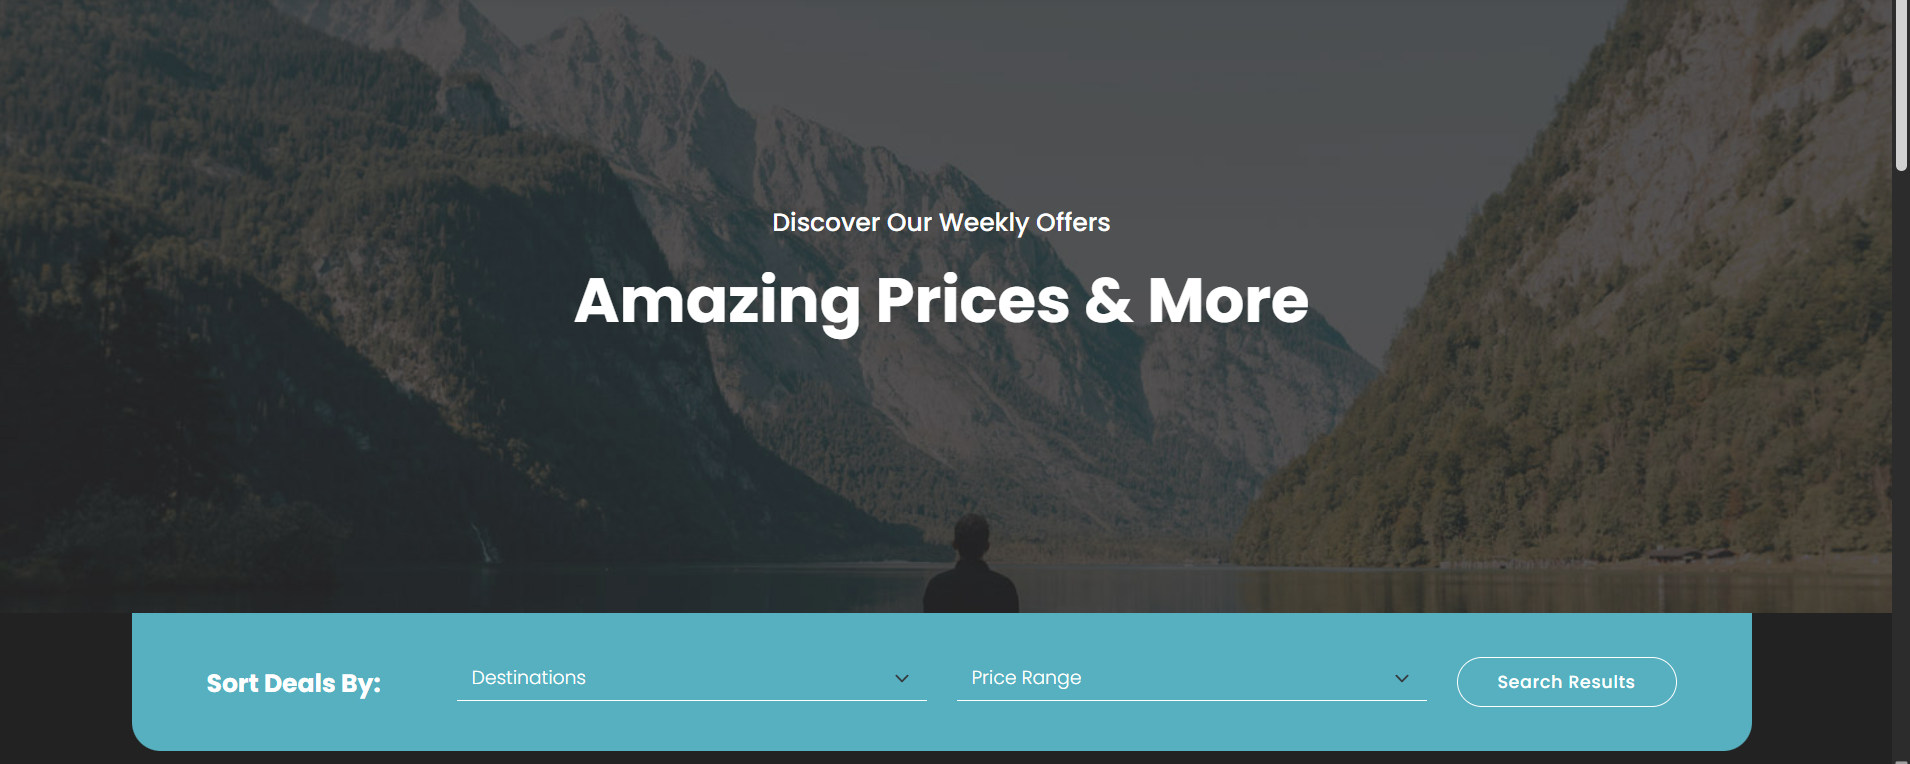 Discover Our Weekly Offers
Amazing Prices & More
Sort Deals By:
Destinations
Price Range
Search Results